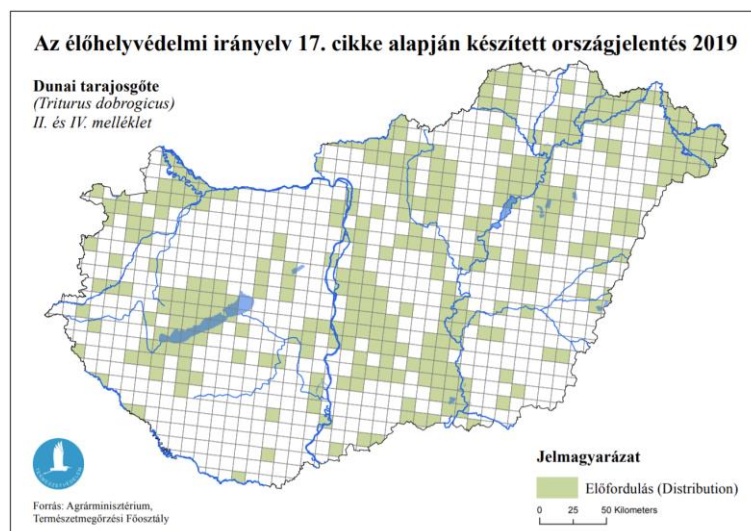 Az élőhelyvédelmi irányelv 17. cikke alapján készített országjelentés 2019
Dunai tarajosgőte
(Triturus dobrogicus)
II. és IV. melléklet
Jelmagyarázat
Előfordulás (Distribution)
0 25 50 Kilometers
Forrás: Agrárminisztérium,
Természetmegőrzési Főosztály